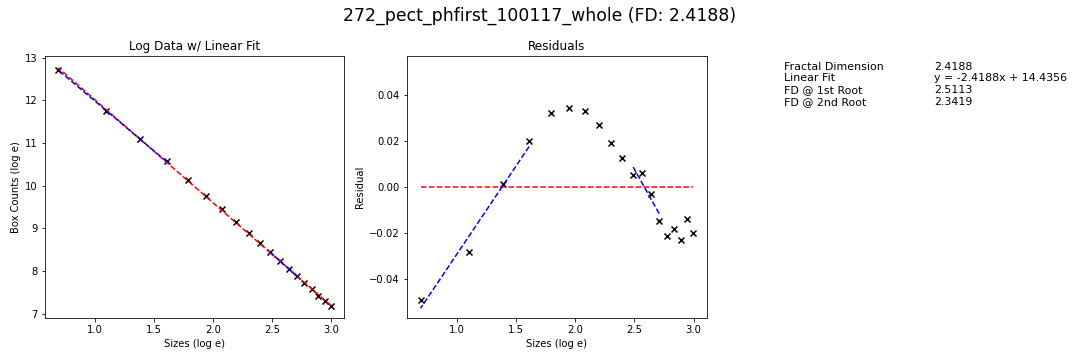 272_pect_phfirst_100117_whole (FD: 2.4188)
Log Data w/ Linear Fit
Box Counts (log e)
13
12
11
10
9
8
7
1.0 1.5 2.0 2.5 3.0
Sizes (log e)
Residuals
Residual
0.04
0.02
0.00
−0.02
−0.04
1.0 1.5 2.0 2.5 3.0
Sizes (log e)
Fractal Dimension 2.4188
Linear Fit y = -2.4188x + 14.4356
FD @ 1st Root 2.5113
FD @ 2nd Root 2.3419